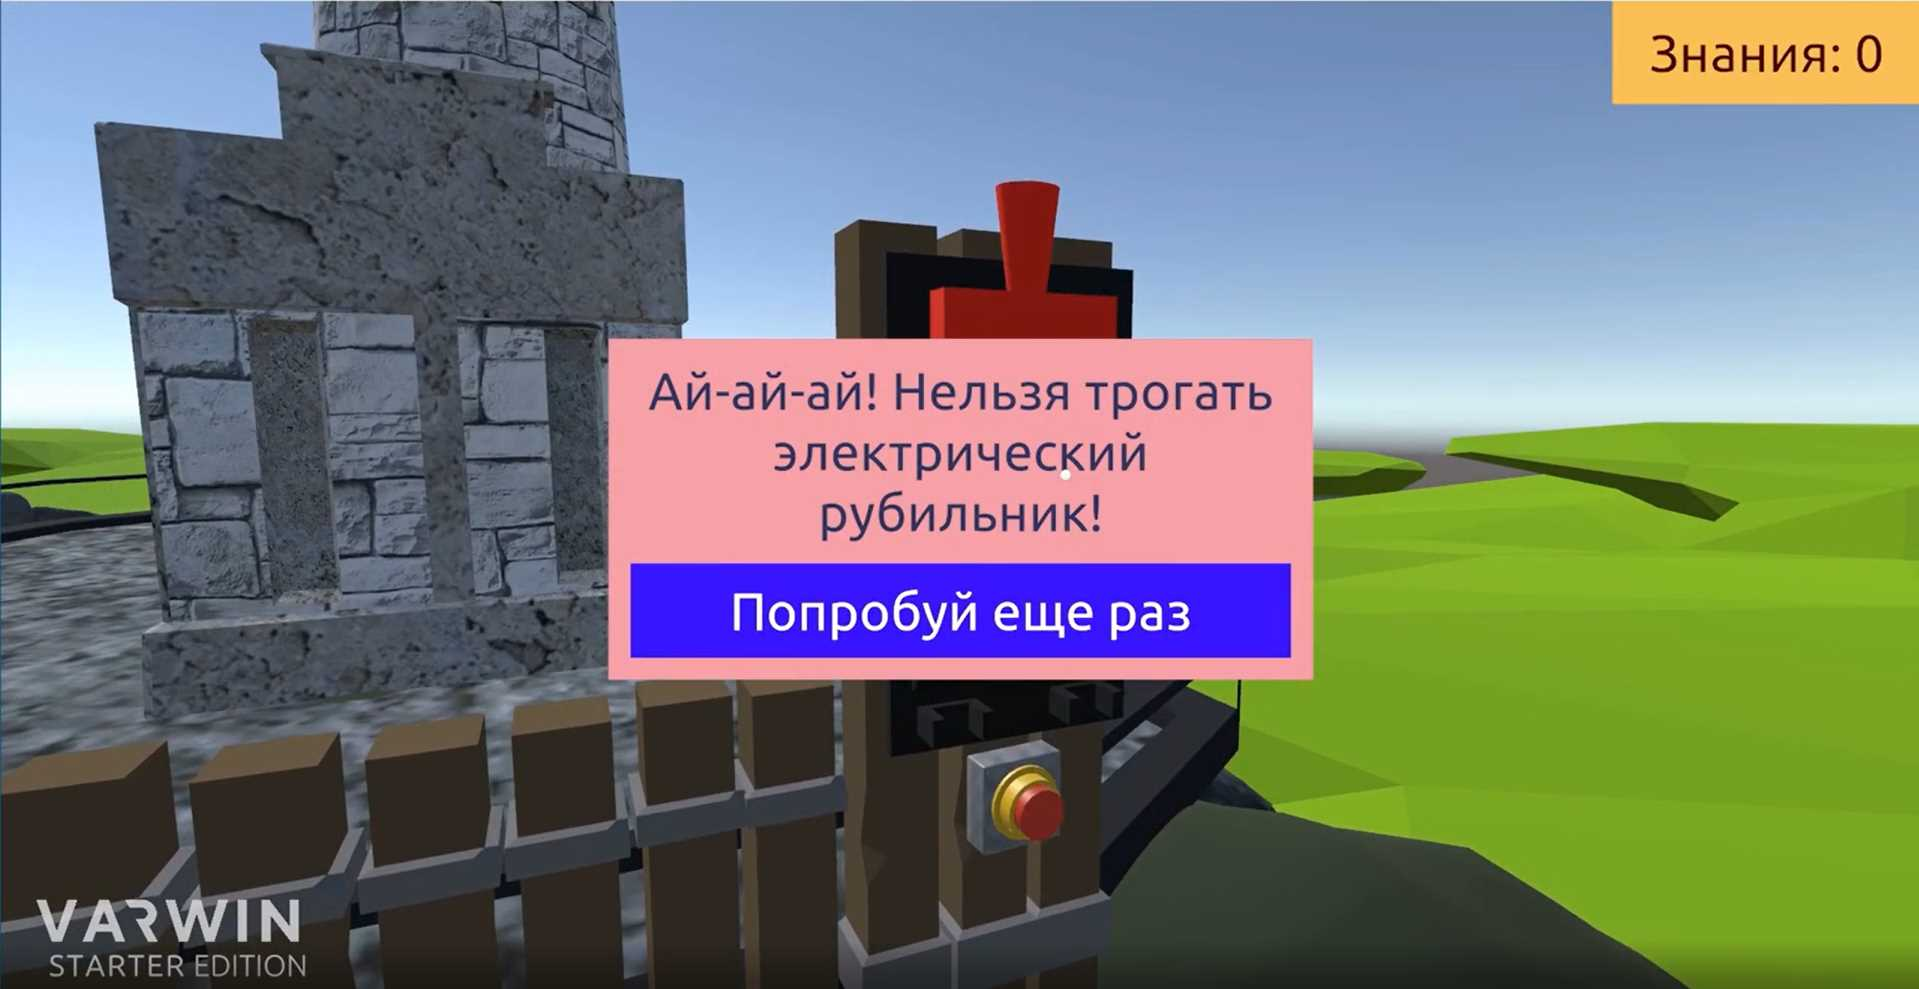 Знания: 0
Ай-ай-ай! Нельзя трогать
электрический
рубильник!
Попробуй еще раз
VARWIN
STARTER EDITION